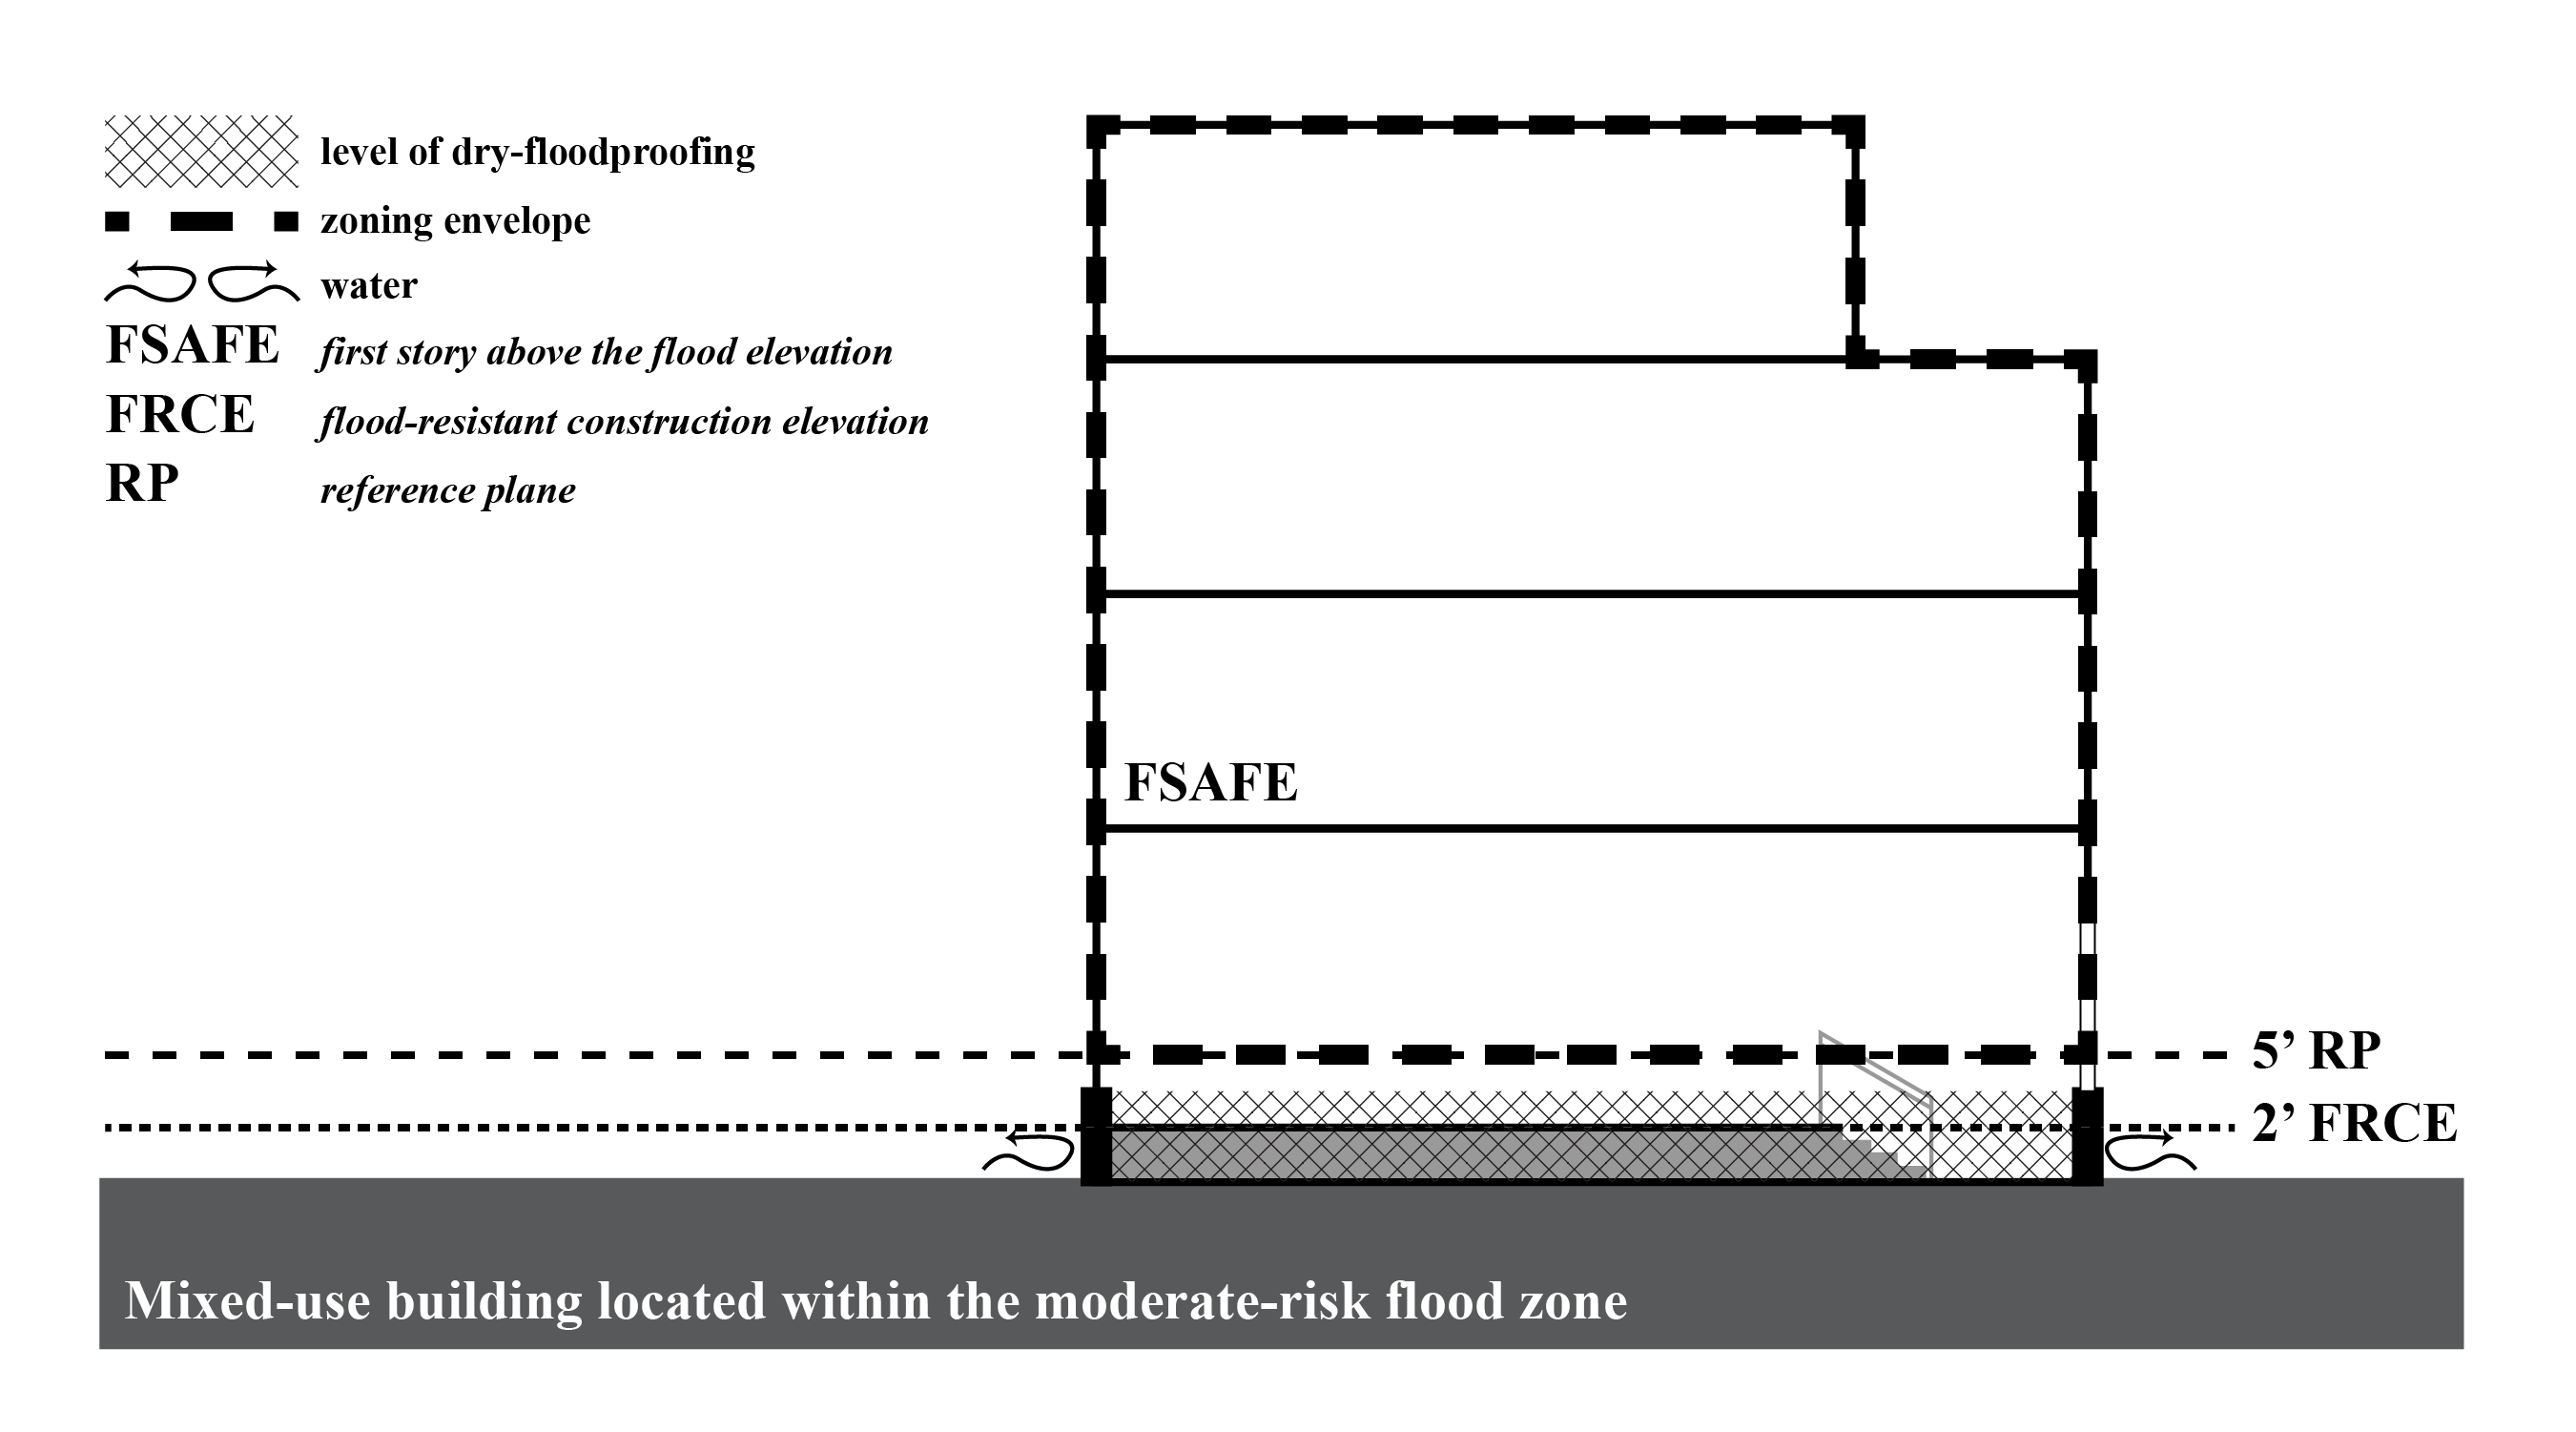 level of dry-floodproofing
zoning envelope
water
FSAFE first story above the flood elevation
FRCE flood-resistant construction elevation
RP reference plane
FSAFE
5’ RP
2’ FRCE
Mixed-use building located within the moderate-risk flood zone